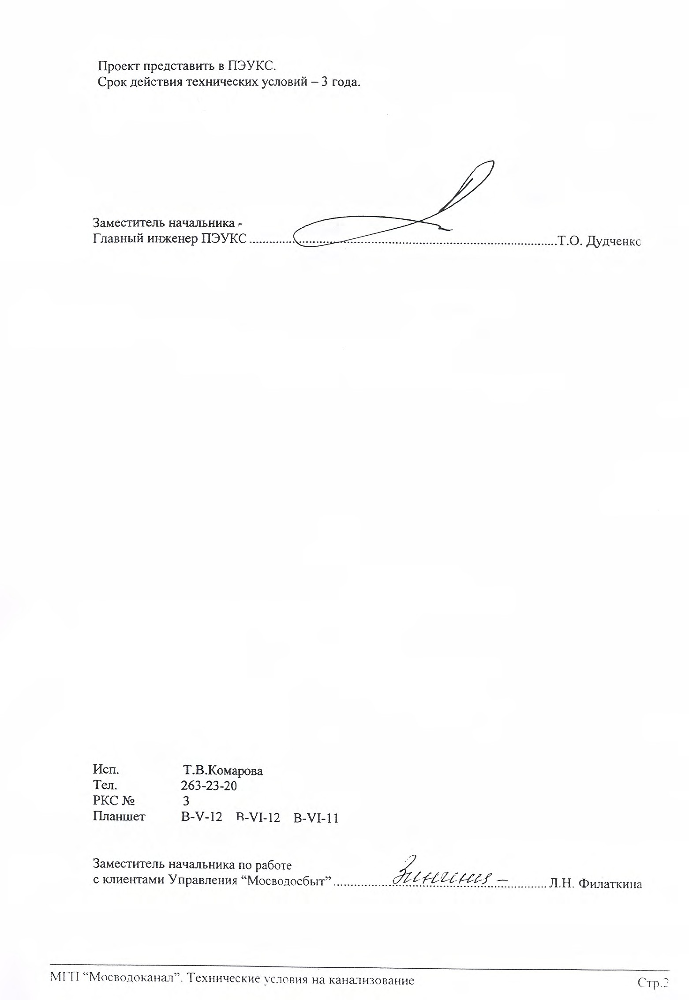 Проект представить в ПЭУКС.
Срок действия технических условий – 3 года.
Заместитель начальника -
Главный инженер ПЭУКС..........Т.О. Дудченко
Исп. Т.В.Комарова
Тел. 263-23-20
РКС № 3
Планшет В-V-12 В-VI-12 В-VI-11
Заместитель начальника по работе
с клиентами Управления “Мосводосбыт”..........Л.Н. Филаткина
МГП “Мосводоканал”. Технические условия на канализование Стр.2